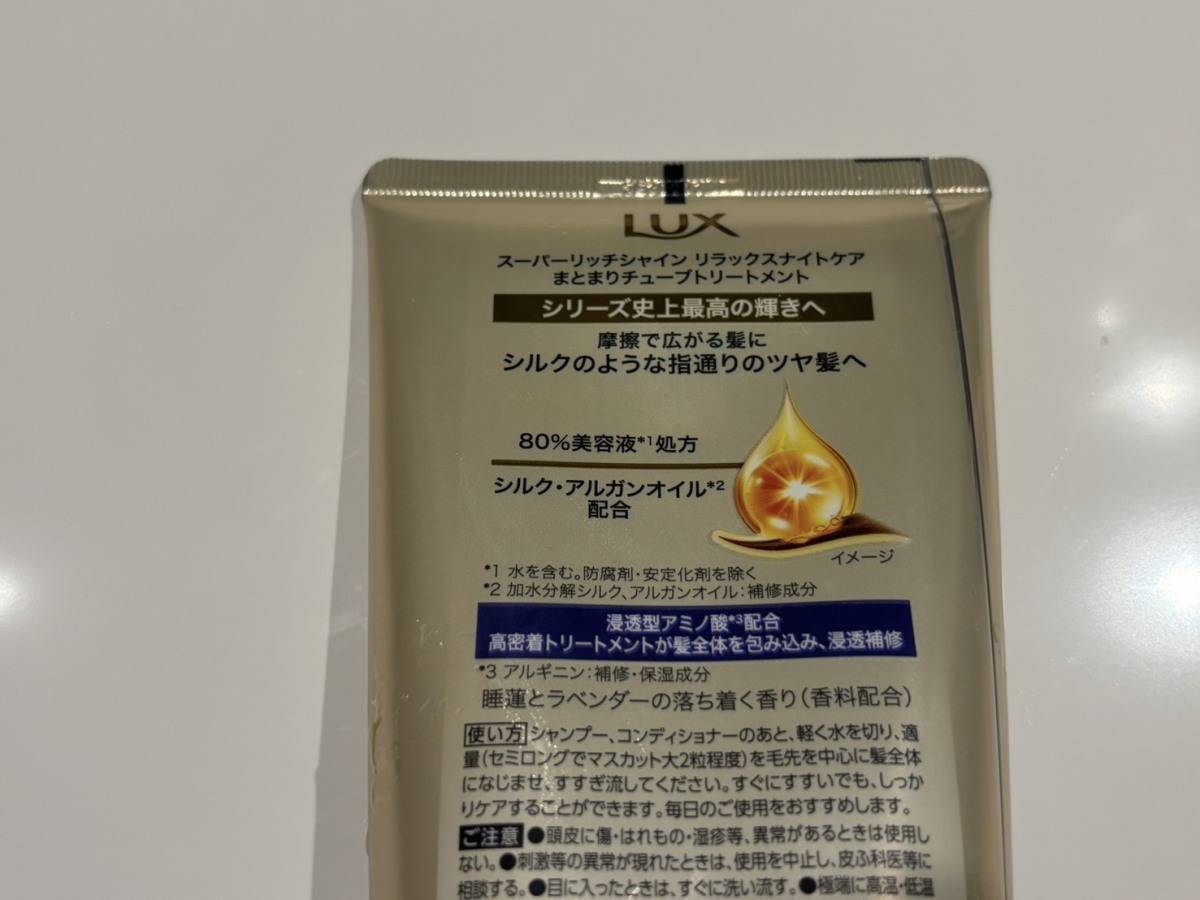 LUX
スーパーリッチシャイン リラックスナイトケア
まとまりチューブトリートメント
シリーズ史上最高の輝きへ
摩擦で広がる髪に
シルクのような指通りのツヤ髪へ
80%美容液*1処方
シルク・アルガンオイル*2
配合
イメージ
*1 水を含む。防腐剤・安定化剤を除く
*2 加水分解シルク、アルガンオイル：補修成分
浸透型アミノ酸*3配合
高密着トリートメントが髪全体を包み込み、浸透補修
*3 アルギニン：補修・保湿成分
睡蓮とラベンダーの落ち着く香り（香料配合）
使い方 シャンプー、コンディショナーのあと、軽く水を切り、適
量（セミロングでマスカット大2粒程度）を毛先を中心に髪全体
になじませ、すすぎ流してください。すぐにすすいでも、しっか
りケアすることができます。毎日のご使用をおすすめします。
ご注意 ●頭皮に傷・はれもの・湿疹等、異常があるときは使用し
ない。●刺激等の異常が現れたときは、使用を中止し、皮ふ科医等に
相談する。●目に入ったときは、すぐに洗い流す。●極端に高温・低温